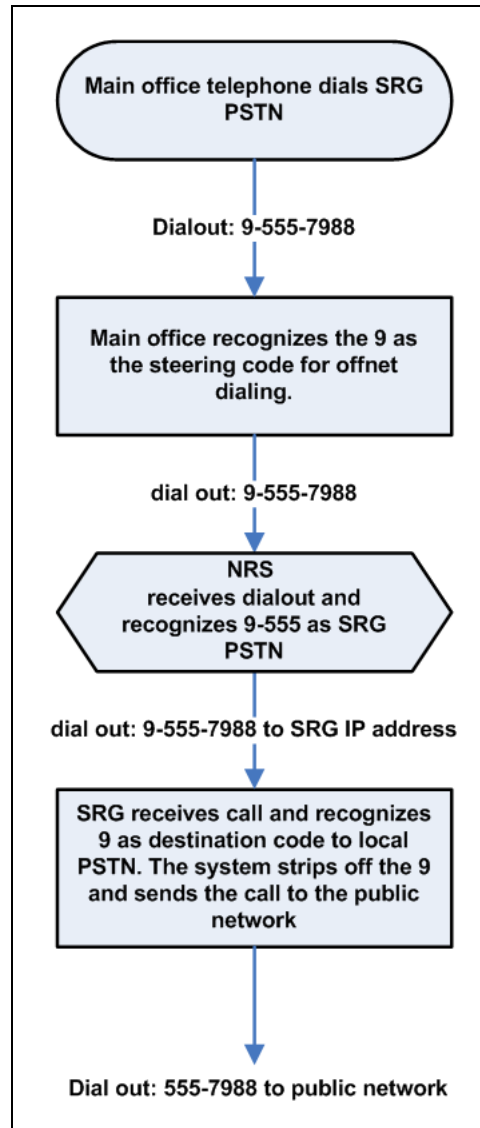 Main office telephone dials SRG
PSTN
Dialout: 9-555-7988
Main office recognizes the 9 as
the steering code for offnet
dialing.
dial out: 9-555-7988
NRS
receives dialout and
recognizes 9-555 as SRG
PSTN
dial out: 9-555-7988 to SRG IP address
SRG receives call and recognizes
9 as destination code to local
PSTN. The system strips off the 9
and sends the call to the public
network
Dial out: 555-7988 to public network